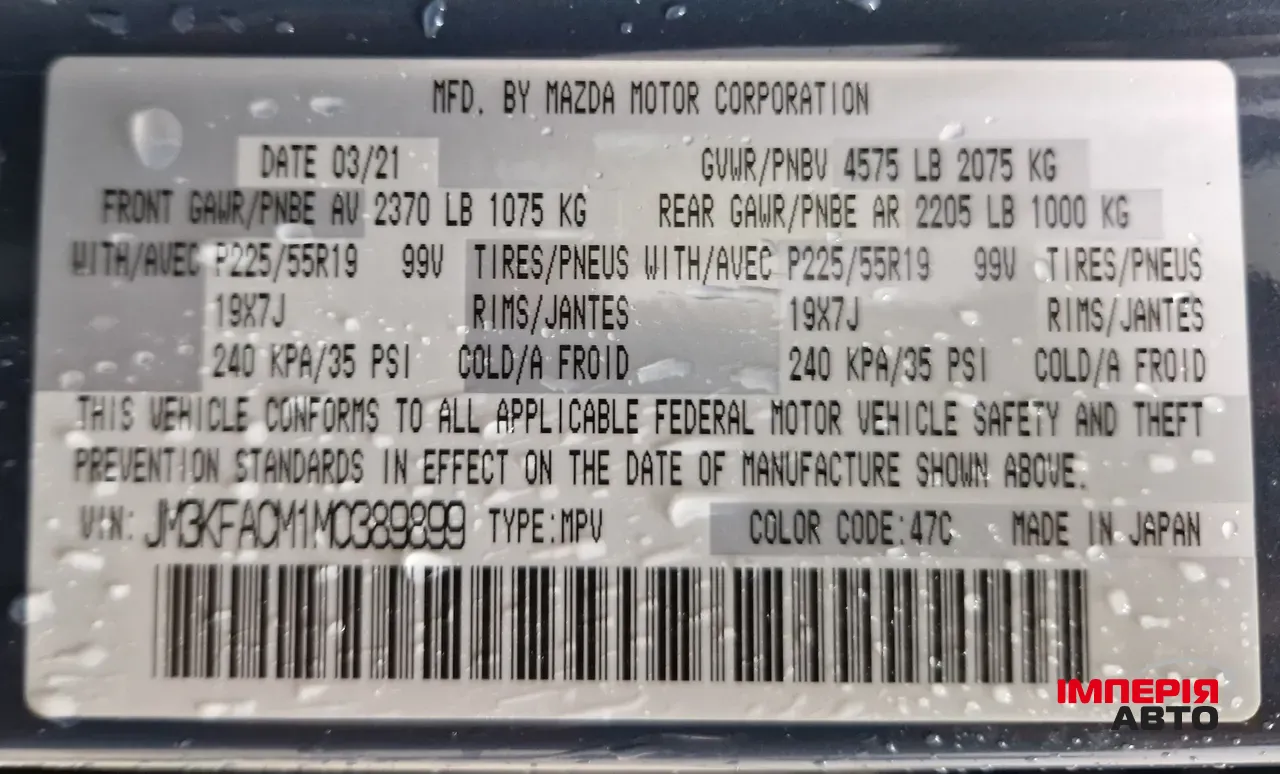 MFD. BY MAZDA MOTOR CORPORATION
DATE 03/21 GVWR/PNBV 4575 LB 2075 KG
FRONT GAWR/PNBE AV 2370 LB 1075 KG REAR GAWR/PNBE AR 2205 LB 1000 KG
WITH/AVEC P225/55R19 99V TIRES/PNEUS WITH/AVEC P225/55R19 99V TIRES/PNEUS
19X7J RIMS/JANTES 19X7J RIMS/JANTES
240 KPA/35 PSI COLD/A FROID 240 KPA/35 PSI COLD/A FROID
THIS VEHICLE CONFORMS TO ALL APPLICABLE FEDERAL MOTOR VEHICLE SAFETY AND THEFT
PREVENTION STANDARDS IN EFFECT ON THE DATE OF MANUFACTURE SHOWN ABOVE.
VIN: JM3KFACM1M0389899 TYPE:MPV COLOR CODE:47C MADE IN JAPAN
ІМПЕРІЯ
АВТО